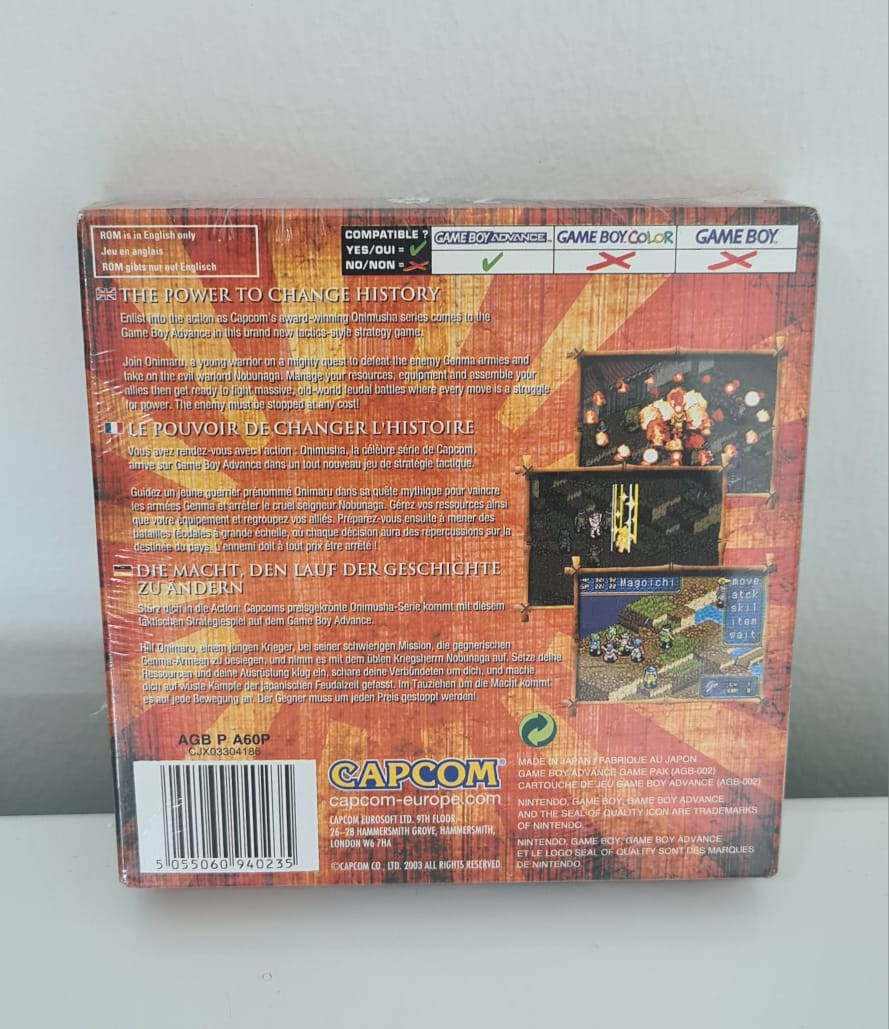 ROM is in English only
Jeu en anglais
ROM gibts nur auf Englisch
COMPATIBLE ?
YES/OUI =
NO/NON =
GAME BOY ADVANCE™
GAME BOY COLOR
GAME BOY™
THE POWER TO CHANGE HISTORY
Enlist into the action as Capcom's award-winning Onimusha series comes to the
Game Boy Advance in this brand new tactics-style strategy game.
Join Onimaru, a young warrior on a mighty quest to defeat the enemy Genma armies and
take on the evil warlord Nobunaga. Manage your resources, equipment and assemble your
allies then get ready to fight massive, old-world feudal battles where every move is a struggle
for power. The enemy must be stopped at any cost!
LE POUVOIR DE CHANGER L'HISTOIRE
Vous avez rendez-vous avec l'action : Onimusha, la célèbre série de Capcom,
arrive sur Game Boy Advance dans un tout nouveau jeu de stratégie tactique.
Guidez un jeune guerrier prénommé Onimaru dans sa quête mythique pour vaincre
les armées Genma et arrêter le cruel seigneur Nobunaga. Gérez vos ressources ainsi
que votre équipement et regroupez vos alliés. Préparez-vous ensuite à mener des
batailles féodales à grande échelle, où chaque décision aura des répercussions sur la
destinée du pays. L'ennemi doit à tout prix être arrêté !
DIE MACHT, DEN LAUF DER GESCHICHTE
ZU ÄNDERN
Stürz dich in die Action: Capcoms preisgekrönte Onimusha-Serie kommt mit diesem
taktischen Strategiespiel auf dem Game Boy Advance.
Hilf Onimaru, einem jungen Krieger, bei seiner schwierigen Mission, die gegnerischen
Genma-Armeen zu besiegen, und nimm es mit dem üblen Kriegsherrn Nobunaga auf. Setze deine
Ressourcen und deine Ausrüstung klug ein, schare deine Verbündeten um dich, und mache
dich auf wüste Kämpfe der japanischen Feudalzeit gefasst. Im Tauziehen um die Macht kommt
es auf jede Bewegung an. Der Gegner muss um jeden Preis gestoppt werden!
Magoichi
move
atck
skil
item
wait
AGB P A60P
CJX03304186
5 055060 940235
CAPCOM®
capcom-europe.com
CAPCOM EUROSOFT LTD. 9TH FLOOR,
26-28 HAMMERSMITH GROVE, HAMMERSMITH,
LONDON W6 7HA
©CAPCOM CO., LTD. 2003 ALL RIGHTS RESERVED.
MADE IN JAPAN / FABRIQUE AU JAPON
GAME BOY ADVANCE GAME PAK (AGB-002)
CARTOUCHE DE JEU GAME BOY ADVANCE (AGB-002)
NINTENDO, GAME BOY, GAME BOY ADVANCE
AND THE SEAL OF QUALITY ICON ARE TRADEMARKS
OF NINTENDO.
NINTENDO, GAME BOY, GAME BOY ADVANCE
ET LE LOGO SEAL OF QUALITY SONT DES MARQUES
DE NINTENDO.